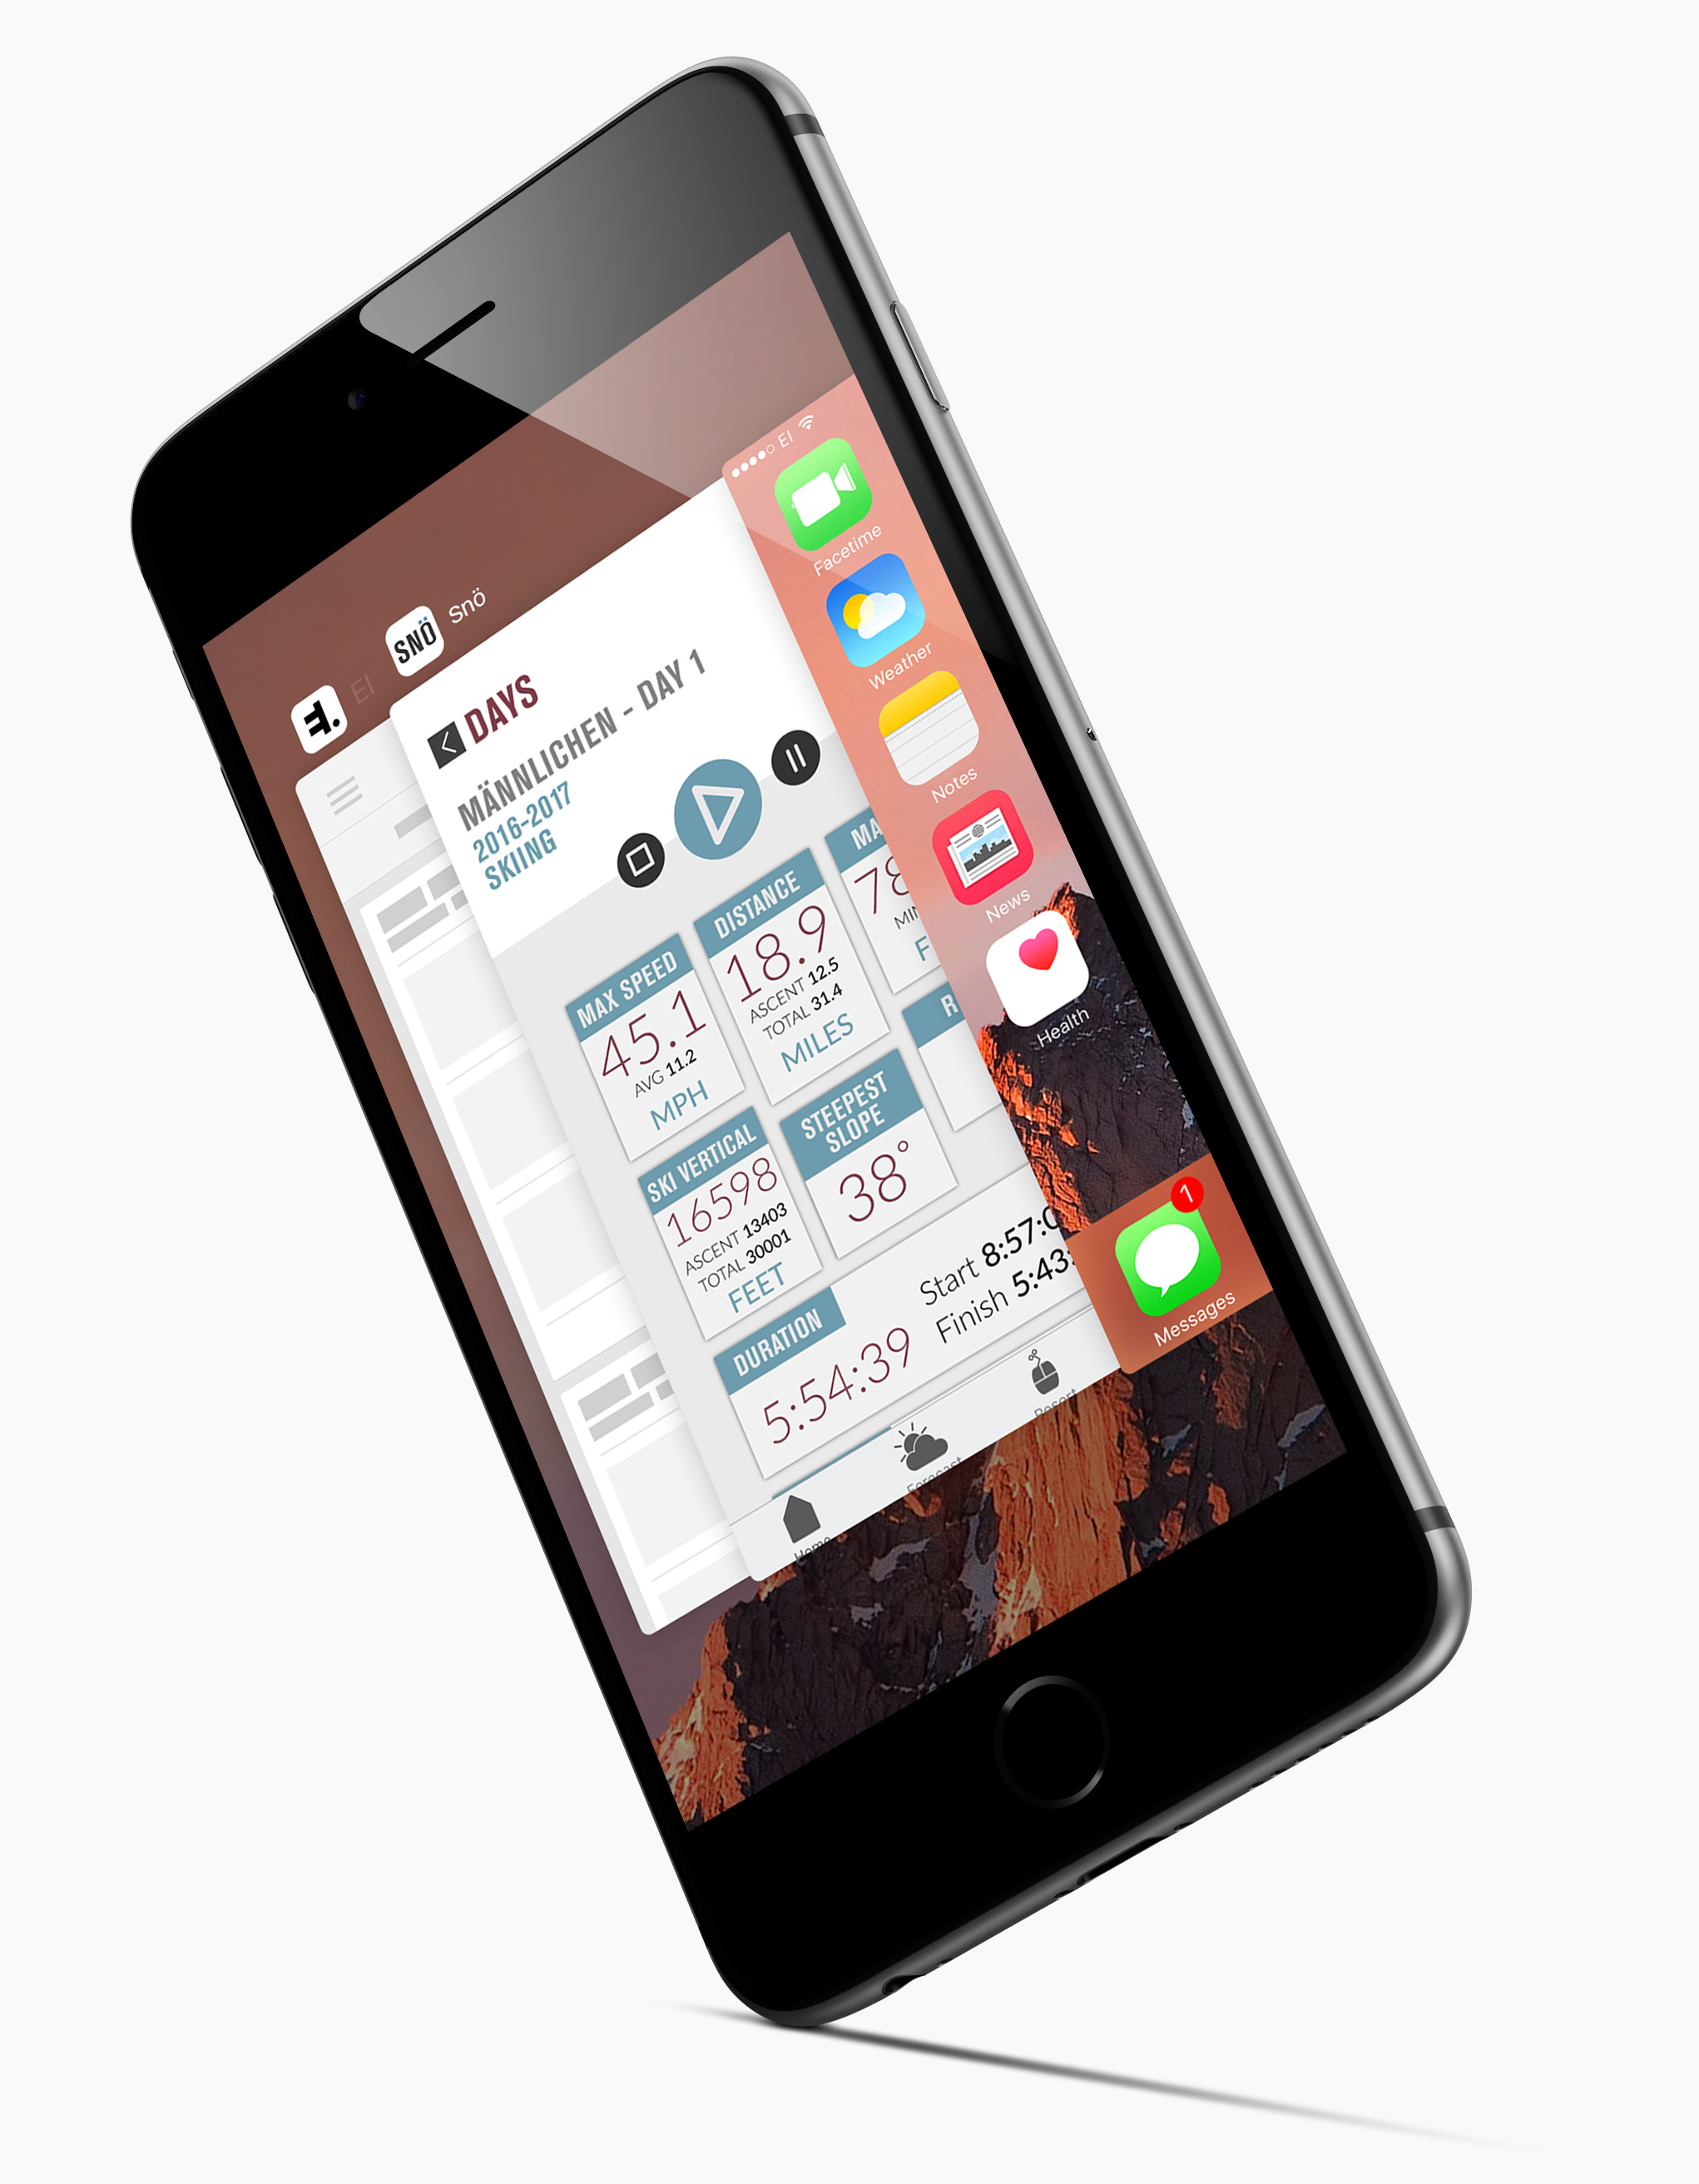 El
SNÖ
Snö
El
DAYS
MÄNNLICHEN - DAY 1
2016-2017
SKIING
MAX SPEED
45.1
AVG 11.2
MPH
DISTANCE
18.9
ASCENT 12.5
TOTAL 31.4
MILES
MA
78
MIN
F
SKI VERTICAL
16598
ASCENT 13403
TOTAL 30001
FEET
STEEPEST
SLOPE
38°
R
DURATION
5:54:39
Start 8:57:0
Finish 5:43:
Home
Forecast
Resort
Facetime
Weather
Notes
News
Health
1
Messages